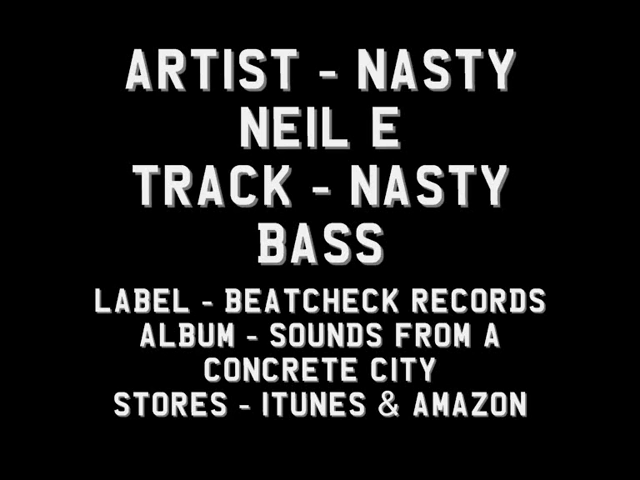 ARTIST - NASTY
NEIL E
TRACK - NASTY
BASS
LABEL - BEATCHECK RECORDS
ALBUM - SOUNDS FROM A
CONCRETE CITY
STORES - ITUNES & AMAZON